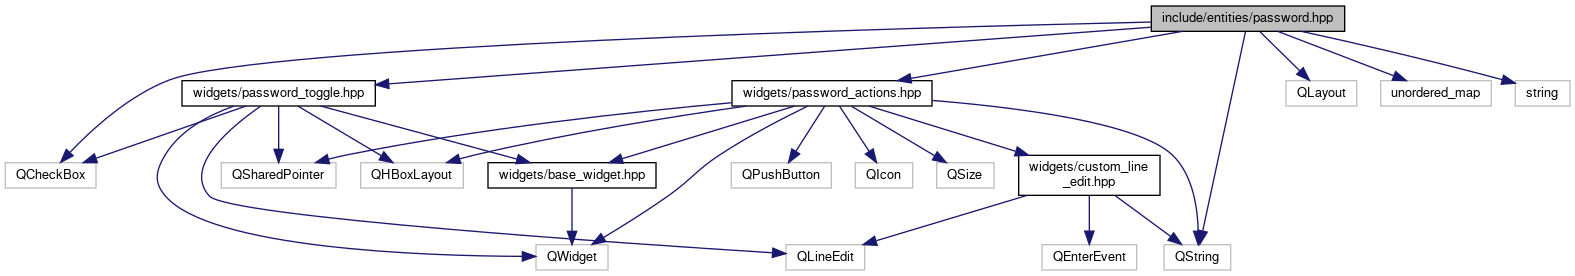 include/entities/password.hpp
widgets/password_toggle.hpp
widgets/password_actions.hpp
QLayout
unordered_map
string
QCheckBox
QSharedPointer
QHBoxLayout
widgets/base_widget.hpp
QPushButton
QIcon
QSize
widgets/custom_line
_edit.hpp
QWidget
QLineEdit
QEnterEvent
QString